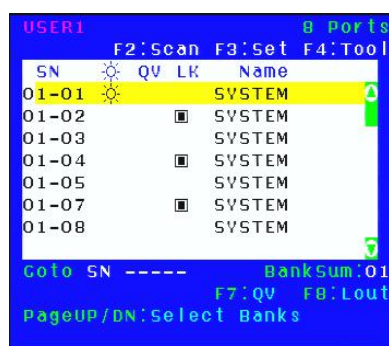 USER1 8 Ports
F2:Scan F3:Set F4:Tool
SN QV LK Name
01-01 SYSTEM
01-02 SYSTEM
01-03 SYSTEM
01-04 SYSTEM
01-05 SYSTEM
01-07 SYSTEM
01-08 SYSTEM
Goto SN ----- BankSum:01
F7:QV F8:Lout
PageUP/DN:Select Banks